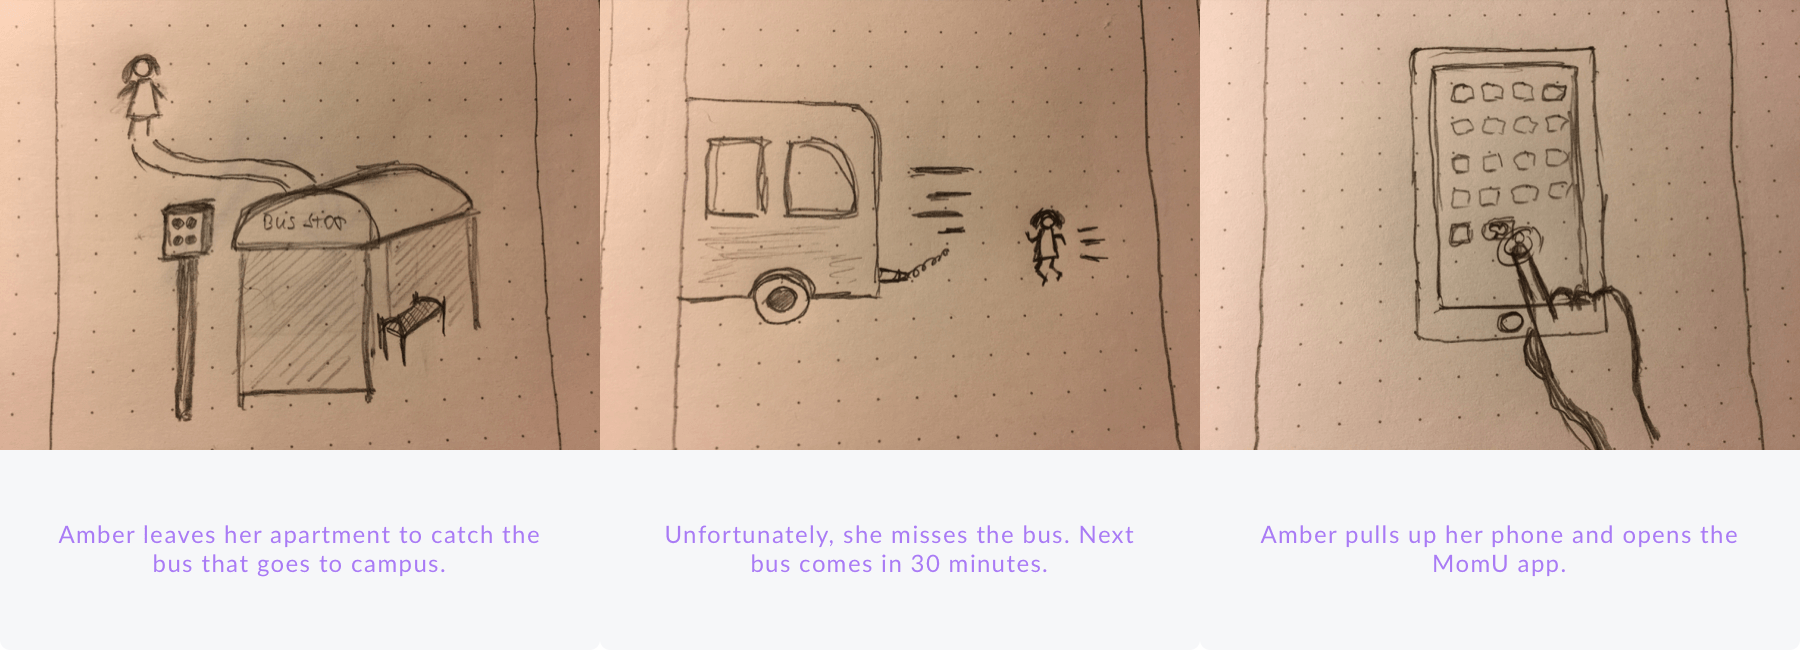 BUS STOP
Amber leaves her apartment to catch the
bus that goes to campus.
Unfortunately, she misses the bus. Next
bus comes in 30 minutes.
Amber pulls up her phone and opens the
MomU app.